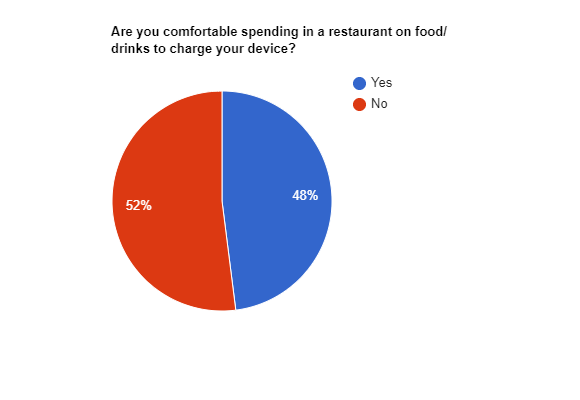 Are you comfortable spending in a restaurant on food/
drinks to charge your device?
Yes
No
48%
52%